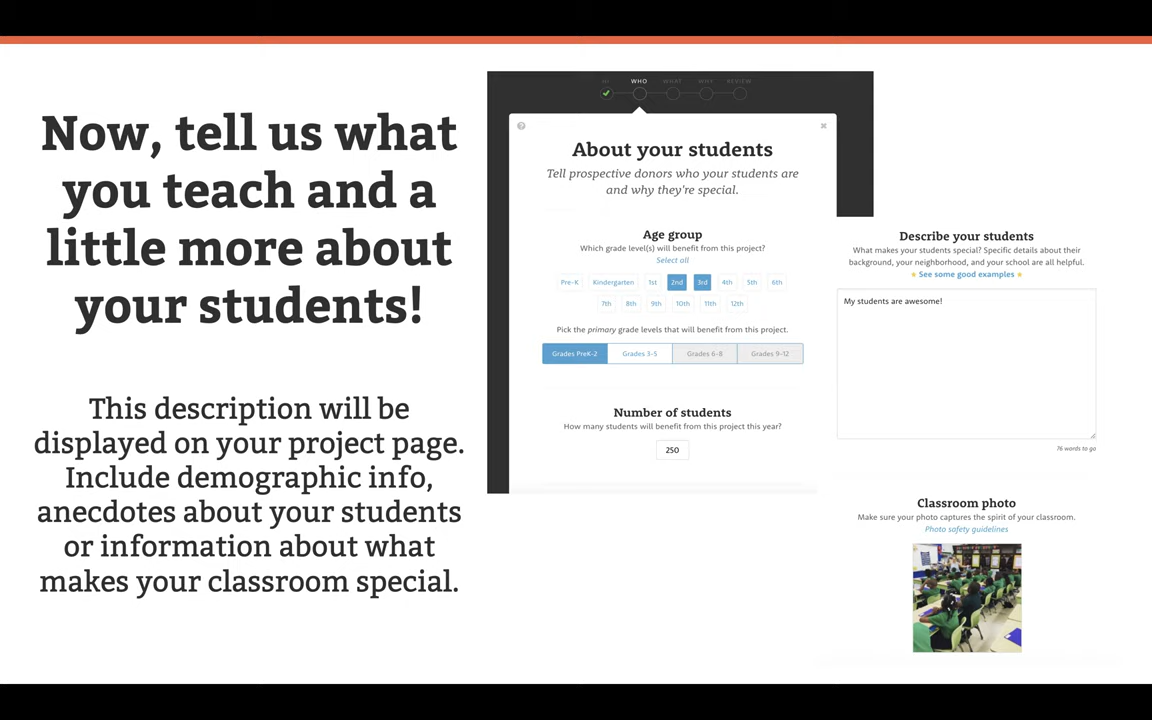 Now, tell us what
you teach and a
little more about
your students!
This description will be
displayed on your project page.
Include demographic info,
anecdotes about your students
or information about what
makes your classroom special.
HI WHO WHAT WHY REVIEW
About your students
Tell prospective donors who your students are
and why they're special.
Age group
Which grade level(s) will benefit from this project?
Select all
Pre-K Kindergarten 1st 2nd 3rd 4th 5th 6th
7th 8th 9th 10th 11th 12th
Pick the primary grade levels that will benefit from this project.
Grades PreK-2 Grades 3-5 Grades 6-8 Grades 9-12
Number of students
How many students will benefit from this project this year?
250
Describe your students
What makes your students special? Specific details about their
background, your neighborhood, and your school are all helpful.
See some good examples
My students are awesome!
76 words to go
Classroom photo
Make sure your photo captures the spirit of your classroom.
Photo safety guidelines